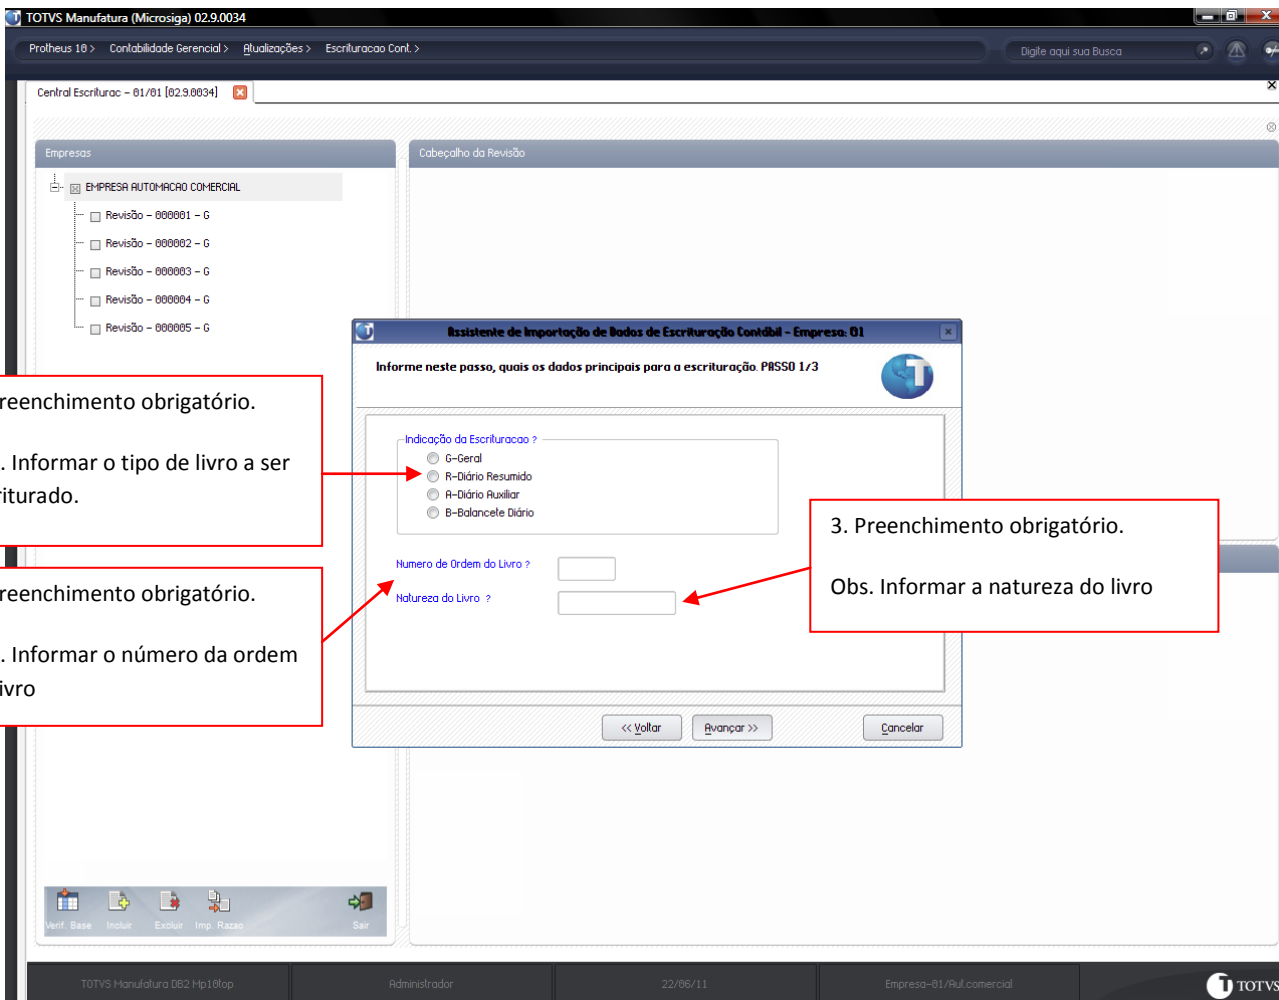 TOTVS Manufatura (Microsiga) 02.9.0034
Protheus 10 > Contabilidade Gerencial > Atualizações > Escrituracao Cont. >
Digite aqui sua Busca
Central Escriturac - 01/01 [02.9.0034]
Empresas
Cabeçalho da Revisão
EMPRESA AUTOMACAO COMERCIAL
Revisão - 000001 - G
Revisão - 000002 - G
Revisão - 000003 - G
Revisão - 000004 - G
Revisão - 000005 - G
Assistente de Importação de Dados de Escrituração Contábil - Empresa: 01
Informe neste passo, quais os dados principais para a escrituração. PASSO 1/3
reenchimento obrigatório.
. Informar o tipo de livro a ser
riturado.
Indicação da Escrituracao ?
G-Geral
R-Diário Resumido
A-Diário Auxiliar
B-Balancete Diário
3. Preenchimento obrigatório.
Obs. Informar a natureza do livro
Numero de Ordem do Livro ?
Natureza do Livro ?
reenchimento obrigatório.
. Informar o número da ordem
ivro
<< Voltar
Avançar >>
Cancelar
Verif. Base
Incluir
Excluir
Imp. Razao
Sair
TOTVS Manufatura DB2 Mp10top
Administrador
22/06/11
Empresa-01/Aut.comercial
TOTVS